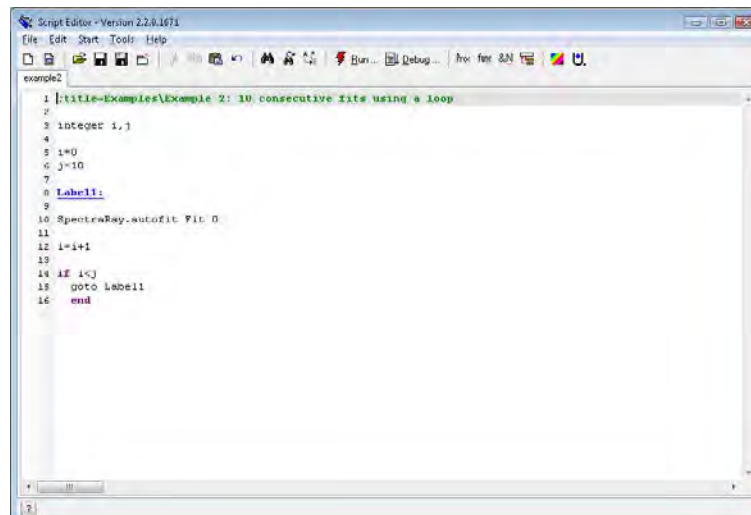 Script Editor - Version 2.2.0.1671
File Edit Start Tools Help
Run... Debug...
example2
1 ;title=Examples\Example 2: 10 consecutive fits using a loop
2
3 integer i,j
4
5 i=0
6 j=10
7
8 Label1:
9
10 SpectraRay.autofit Fit 0
11
12 i=i+1
13
14 if i<j
15 goto Label1
16 end
?